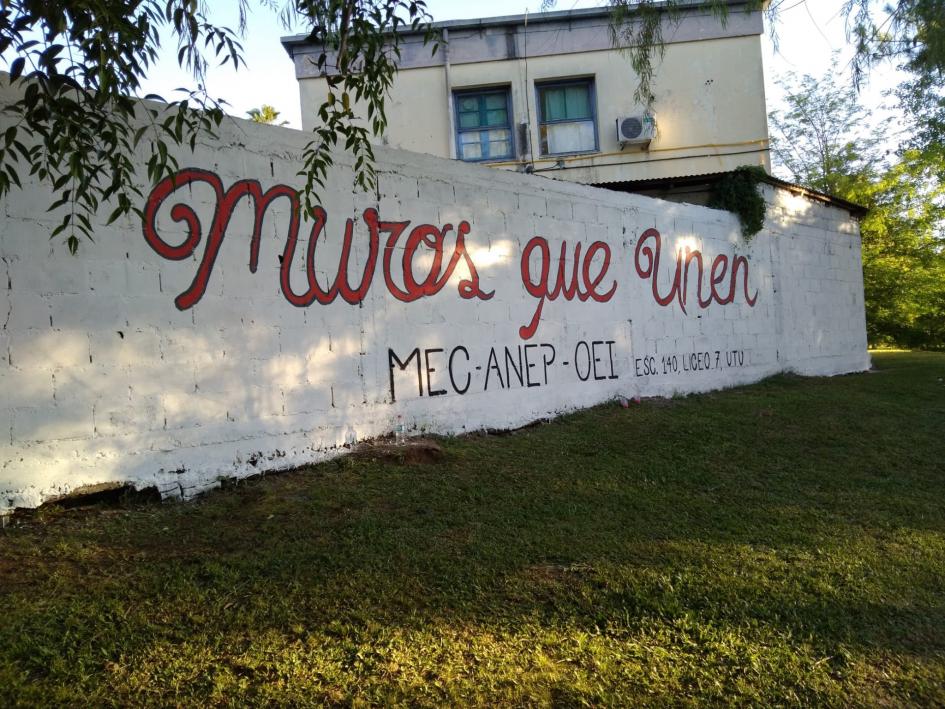 Muros que Unen
MEC-ANEP-OEI ESC. 140, LICEO 7, UTU